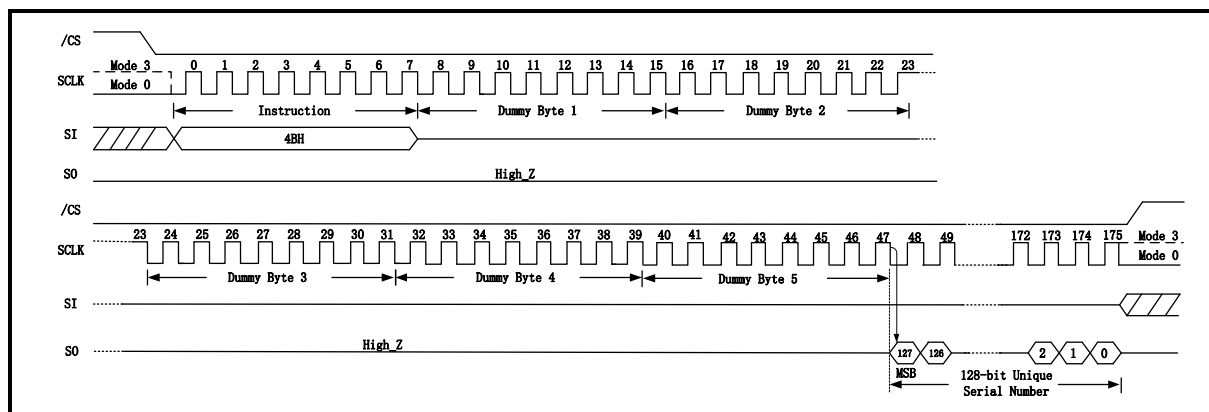 /CS
Mode 3 0 1 2 3 4 5 6 7 8 9 10 11 12 13 14 15 16 17 18 19 20 21 22 23
SCLK Mode 0
Instruction Dummy Byte 1 Dummy Byte 2
SI 4BH
SO High_Z
/CS
23 24 25 26 27 28 29 30 31 32 33 34 35 36 37 38 39 40 41 42 43 44 45 46 47 48 49 172 173 174 175 Mode 3
SCLK Mode 0
Dummy Byte 3 Dummy Byte 4 Dummy Byte 5
SI
SO High_Z 127 126 2 1 0
MSB 128-bit Unique
Serial Number